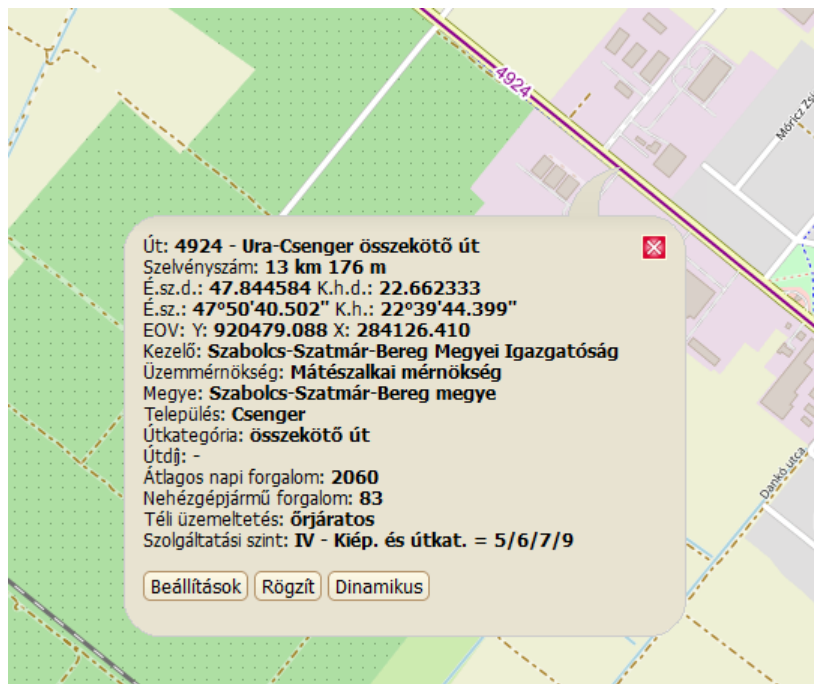 4924
Móricz Zsi
Út: 4924 - Ura-Csenger összekötő út
Szelvényszám: 13 km 176 m
É.sz.d.: 47.844584 K.h.d.: 22.662333
É.sz.: 47°50'40.502" K.h.: 22°39'44.399"
EOV: Y: 920479.088 X: 284126.410
Kezelő: Szabolcs-Szatmár-Bereg Megyei Igazgatóság
Üzemmérnökség: Mátészalkai mérnökség
Megye: Szabolcs-Szatmár-Bereg megye
Település: Csenger
Útkategória: összekötő út
Útdíj: -
Átlagos napi forgalom: 2060
Nehézgépjármű forgalom: 83
Téli üzemeltetés: őrjáratos
Szolgáltatási szint: IV - Kiép. és útkat. = 5/6/7/9
Dankó utca
Beállítások Rögzít Dinamikus